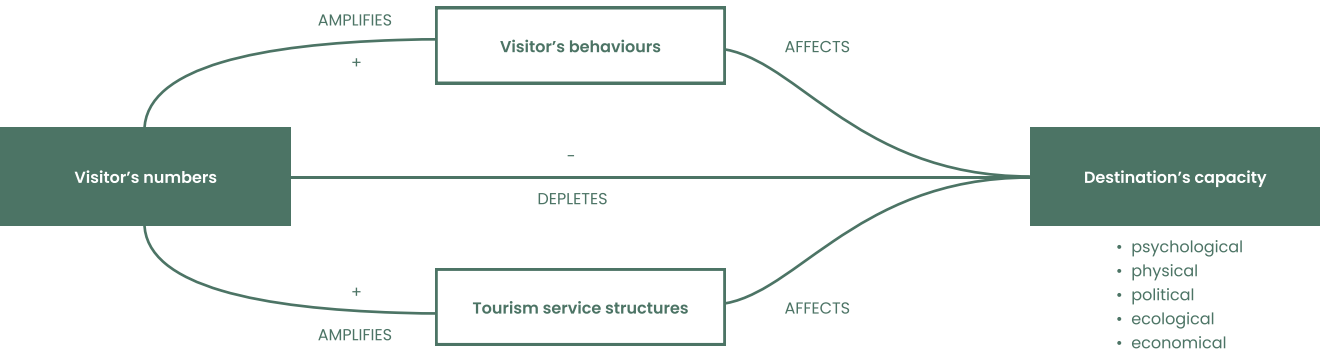 AMPLIFIES
+
Visitor’s behaviours
AFFECTS
Visitor’s numbers
-
DEPLETES
Destination’s capacity
• psychological
• physical
• political
• ecological
• economical
+
AMPLIFIES
Tourism service structures
AFFECTS